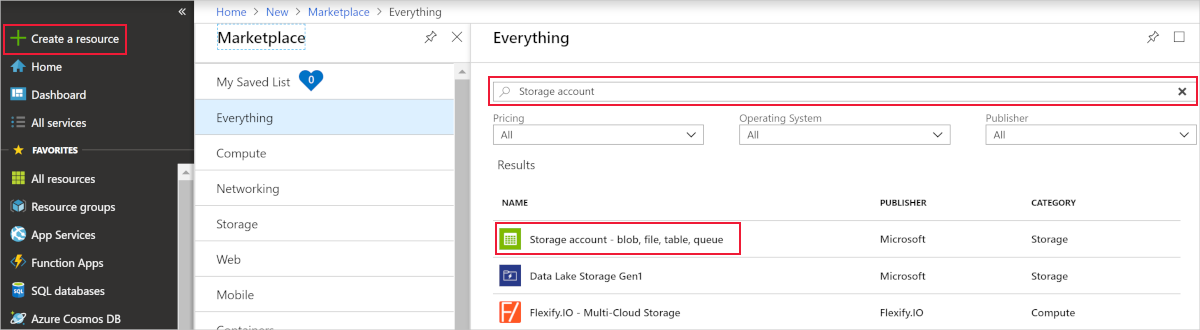 «
Create a resource
Home
Dashboard
All services
FAVORITES
All resources
Resource groups
App Services
Function Apps
SQL databases
Azure Cosmos DB
Home > New > Marketplace > Everything
Marketplace
My Saved List 0
Everything
Compute
Networking
Storage
Web
Mobile
Containers
Everything
Storage account
Pricing Operating System Publisher
All All All
Results
NAME PUBLISHER CATEGORY
Storage account - blob, file, table, queue Microsoft Storage
Data Lake Storage Gen1 Microsoft Storage
Flexify.IO - Multi-Cloud Storage Flexify.IO Compute